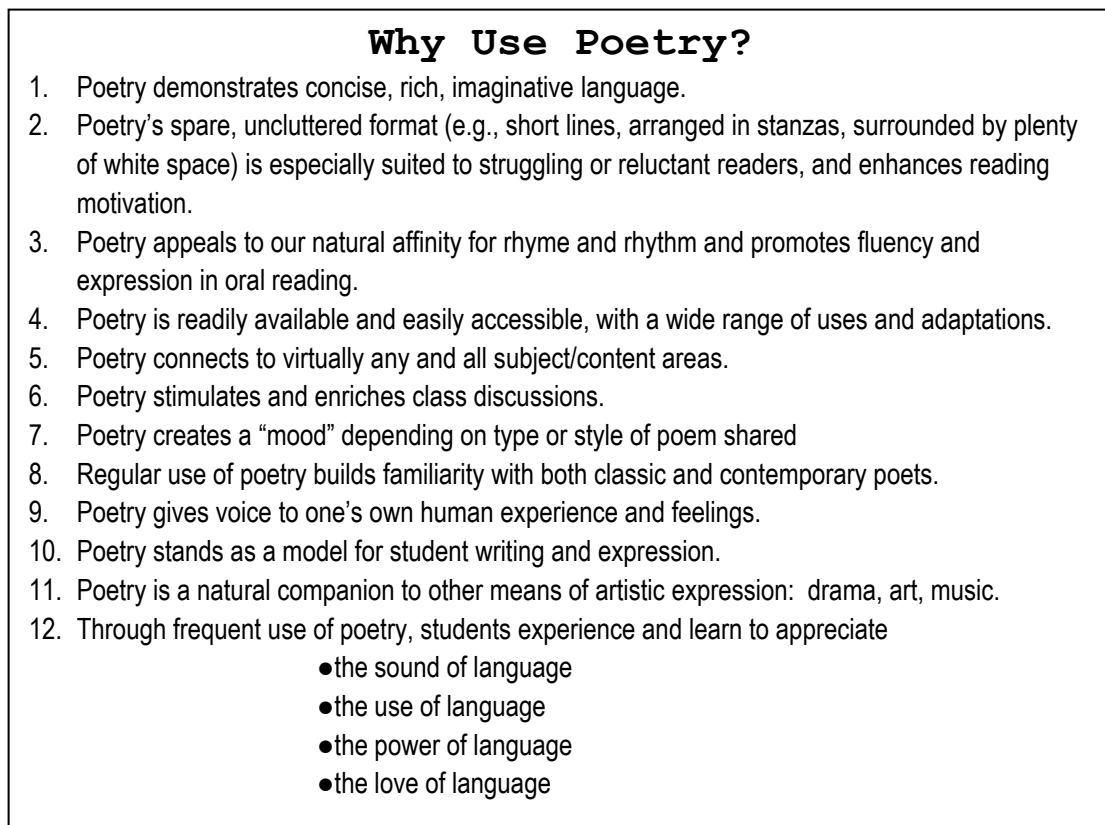 Why Use Poetry?
1. Poetry demonstrates concise, rich, imaginative language.
2. Poetry’s spare, uncluttered format (e.g., short lines, arranged in stanzas, surrounded by plenty
of white space) is especially suited to struggling or reluctant readers, and enhances reading
motivation.
3. Poetry appeals to our natural affinity for rhyme and rhythm and promotes fluency and
expression in oral reading.
4. Poetry is readily available and easily accessible, with a wide range of uses and adaptations.
5. Poetry connects to virtually any and all subject/content areas.
6. Poetry stimulates and enriches class discussions.
7. Poetry creates a “mood” depending on type or style of poem shared
8. Regular use of poetry builds familiarity with both classic and contemporary poets.
9. Poetry gives voice to one’s own human experience and feelings.
10. Poetry stands as a model for student writing and expression.
11. Poetry is a natural companion to other means of artistic expression:  drama, art, music.
12. Through frequent use of poetry, students experience and learn to appreciate
●the sound of language
●the use of language
●the power of language
●the love of language